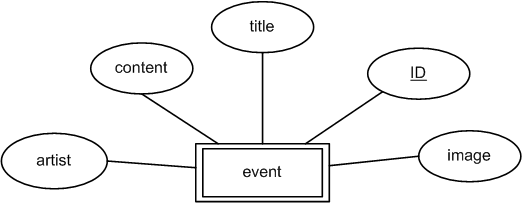 title
content
ID
artist
event
image